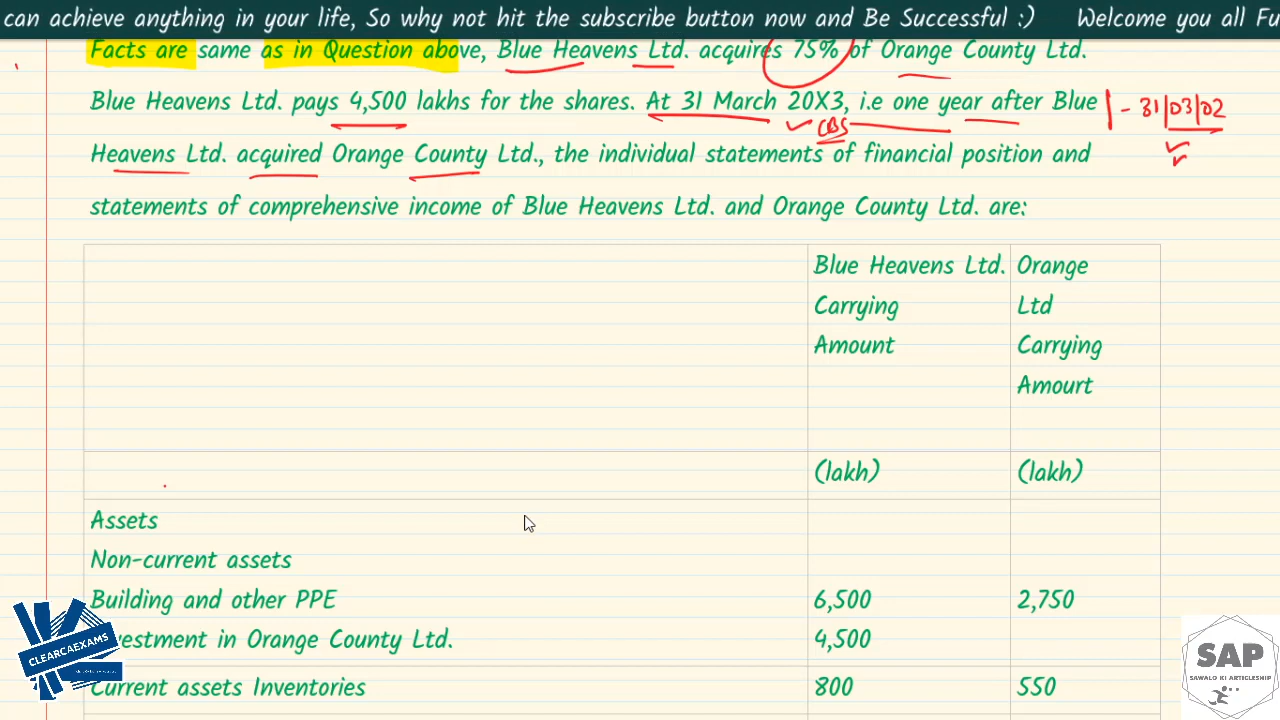 can achieve anything in your life, So why not hit the subscribe button now and Be Successful :) Welcome you all Fu
Facts are same as in Question above, Blue Heavens Ltd. acquires 75% of Orange County Ltd.
Blue Heavens Ltd. pays 4,500 lakhs for the shares. At 31 March 20X3, i.e one year after Blue
- 31|03|02
CBS
Heavens Ltd. acquired Orange County Ltd., the individual statements of financial position and
statements of comprehensive income of Blue Heavens Ltd. and Orange County Ltd. are:
Blue Heavens Ltd. Orange
Carrying Ltd
Amount Carrying
Amourt
(lakh) (lakh)
Assets
Non-current assets
Building and other PPE 6,500 2,750
vestment in Orange County Ltd. 4,500
Current assets Inventories 800 550
CLEARCAEXAMS
SAP
SAWALO KI ARTICLESHIP